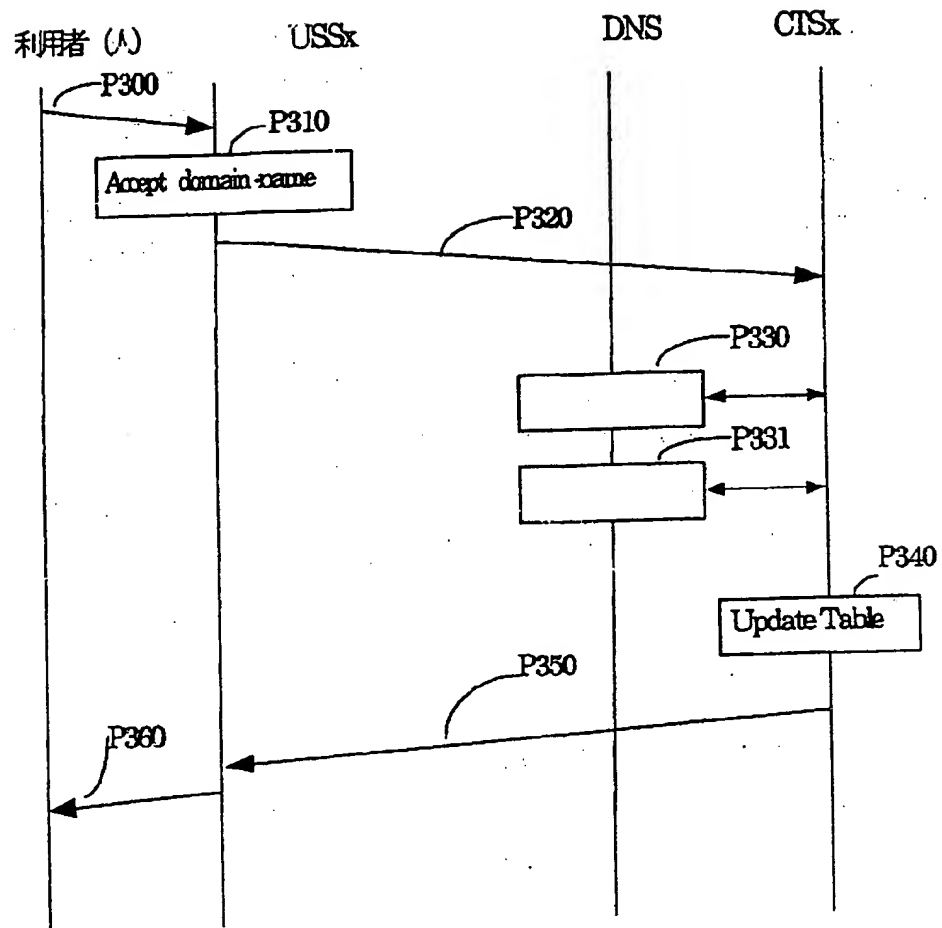 利用者 (人)
USSx
DNS
CTSx
P300
P310
Accept domain-name
P320
P330
P331
P340
Update Table
P350
P360